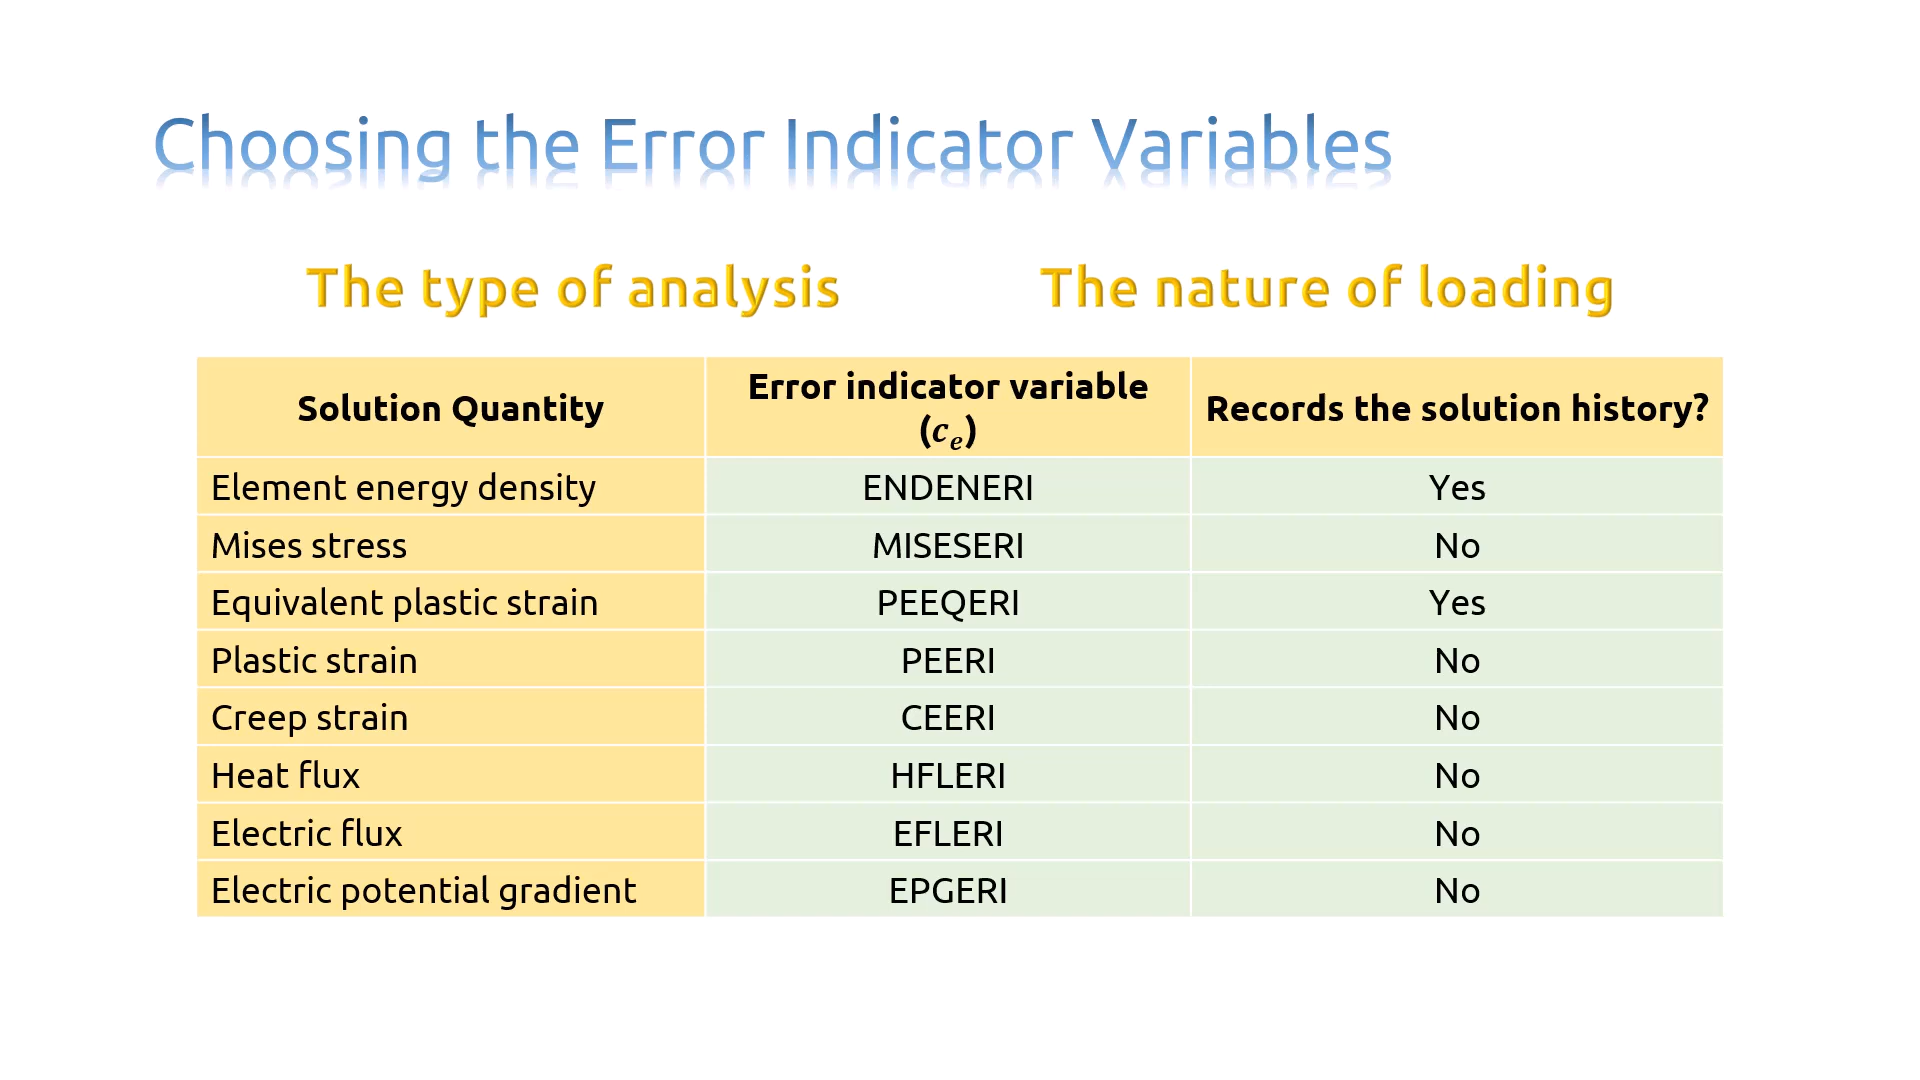 Choosing the Error Indicator Variables
The type of analysis
The nature of loading
Solution Quantity
Error indicator variable
(cₑ)
Records the solution history?
Element energy density
ENDENERI
Yes
Mises stress
MISESERI
No
Equivalent plastic strain
PEEQERI
Yes
Plastic strain
PEERI
No
Creep strain
CEERI
No
Heat flux
HFLERI
No
Electric flux
EFLERI
No
Electric potential gradient
EPGERI
No